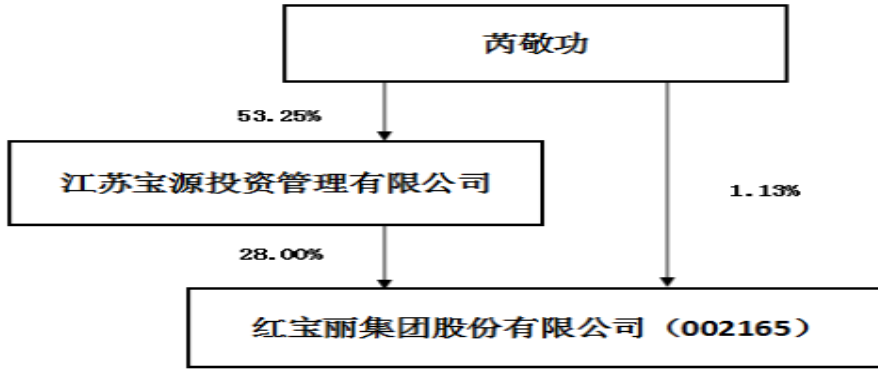 芮敬功
53.25%
江苏宝源投资管理有限公司
1.13%
28.00%
红宝丽集团股份有限公司（002165）